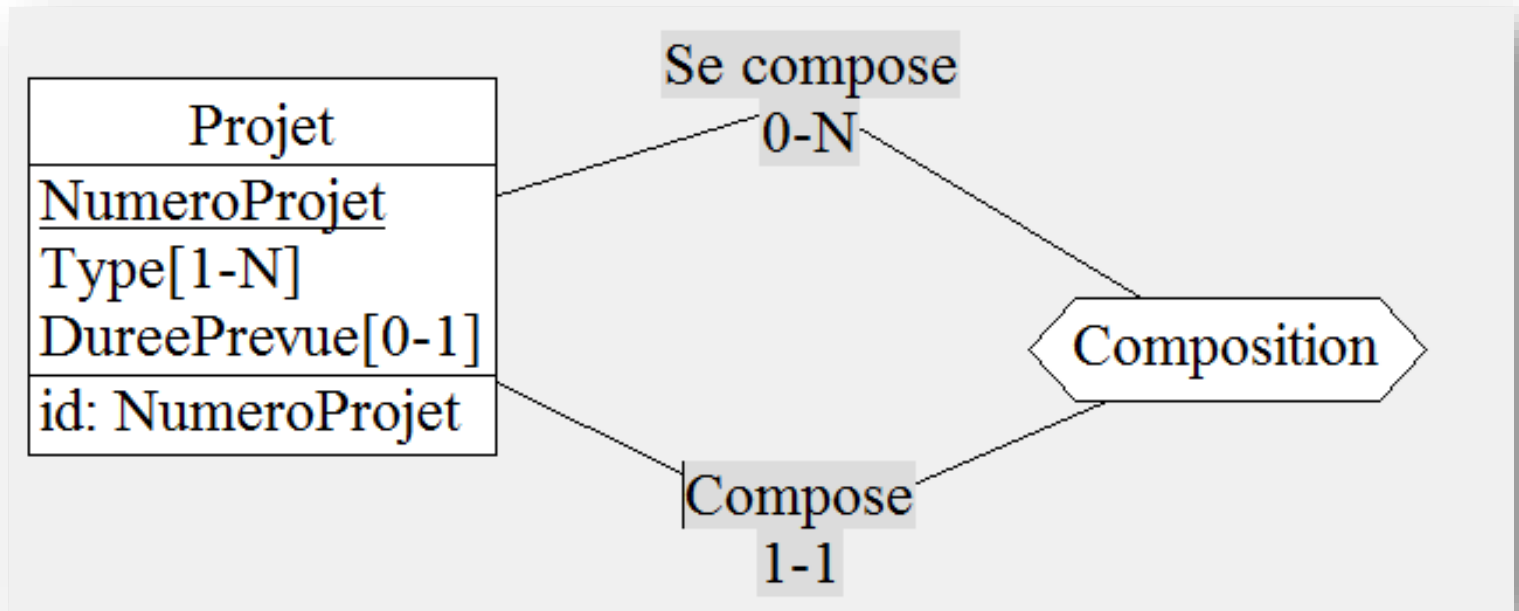 Projet
NumeroProjet
Type[1-N]
DureePrevue[0-1]
id: NumeroProjet
Se compose
0-N
Composition
Compose
1-1